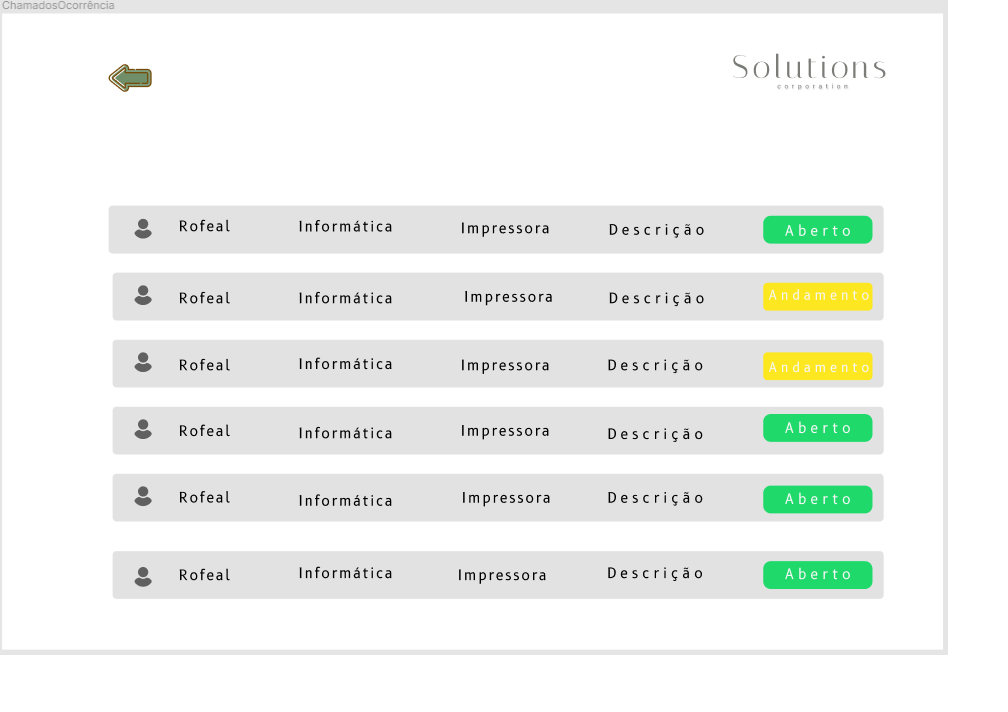 ChamadosOcorrência
Solutions
corporation
Rofeal Informática Impressora Descrição Aberto
Rofeal Informática Impressora Descrição Andamento
Rofeal Informática Impressora Descrição Andamento
Rofeal Informática Impressora Descrição Aberto
Rofeal Informática Impressora Descrição Aberto
Rofeal Informática Impressora Descrição Aberto